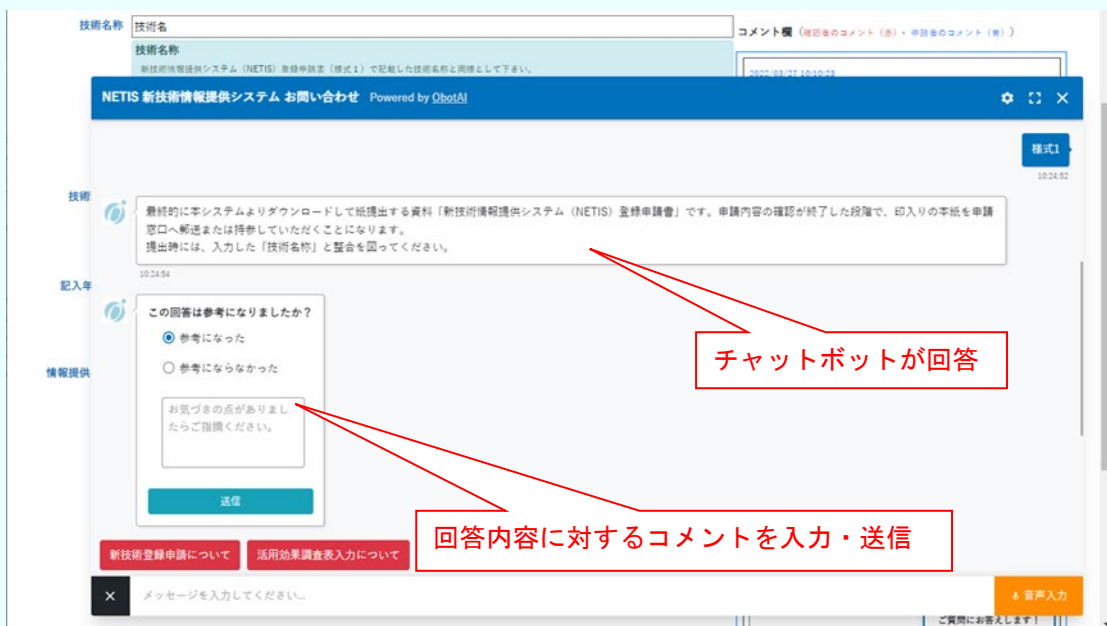 技術名称
技術名
コメント欄（確認者のコメント（赤）・申請者のコメント（青））
技術名称
新技術情報提供システム（NETIS）登録申請書（様式１）で記載した技術名称と同様として下さい。
2022/03/27 10:10:23
NETIS 新技術情報提供システム お問い合わせ Powered by ObotAI
様式1
10:24:52
技術
最終的に本システムよりダウンロードして紙提出する資料「新技術情報提供システム（NETIS）登録申請書」です。申請内容の確認が終了した段階で、印入りの本紙を申請
窓口へ郵送または持参していただくことになります。
提出時には、入力した「技術名称」と整合を図ってください。
10:24:54
記入年
この回答は参考になりましたか？
参考になった
チャットボットが回答
情報提供
参考にならなかった
お気づきの点がありまし
たらご指摘ください。
送信
回答内容に対するコメントを入力・送信
新技術登録申請について
活用効果調査表入力について
メッセージを入力してください...
音声入力
ご質問にお答えします！